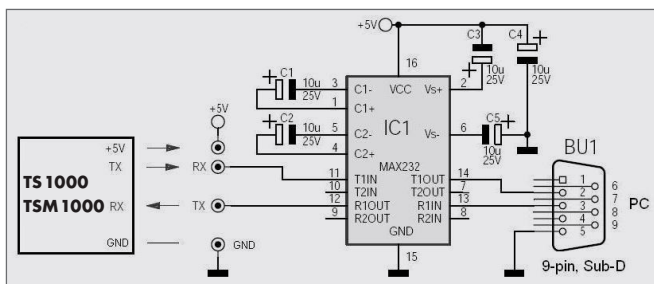 +5V
C3
C4
10u
25V
10u
25V
16
C1
10u
25V
3
1
C1-
C1+
VCC
Vs+
2
C2
10u
25V
5
4
C2-
C2+
IC1
Vs-
6
C5
10u
25V
MAX232
+5V
+5V
TX
RX
TS 1000
TSM 1000
RX
TX
GND
GND
11
T1IN
T1OUT
14
10
T2IN
T2OUT
7
12
R1OUT
R1IN
13
9
R2OUT
R2IN
8
GND
15
BU1
1
6
2
7
3
8
4
9
5
PC
9-pin, Sub-D